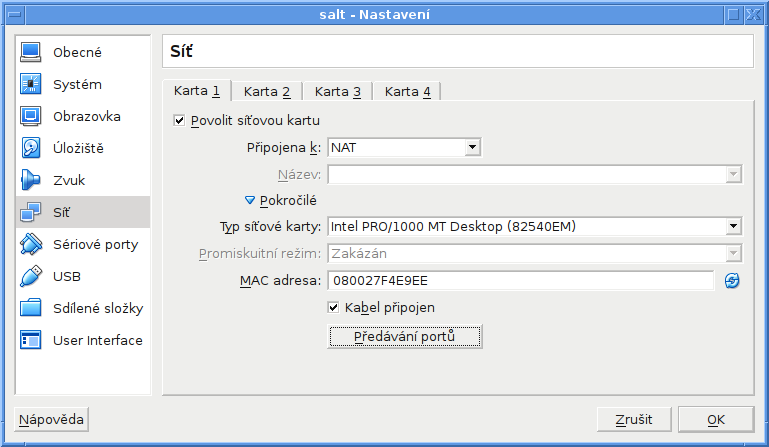 salt - Nastavení
Obecné
Systém
Obrazovka
Úložiště
Zvuk
Síť
Sériové porty
USB
Sdílené složky
User Interface
Síť
Karta 1 Karta 2 Karta 3 Karta 4
Povolit síťovou kartu
Připojena k: NAT
Název:
Pokročilé
Typ síťové karty: Intel PRO/1000 MT Desktop (82540EM)
Promiskuitní režim: Zakázán
MAC adresa: 080027F4E9EE
Kabel připojen
Předávání portů
Nápověda Zrušit OK